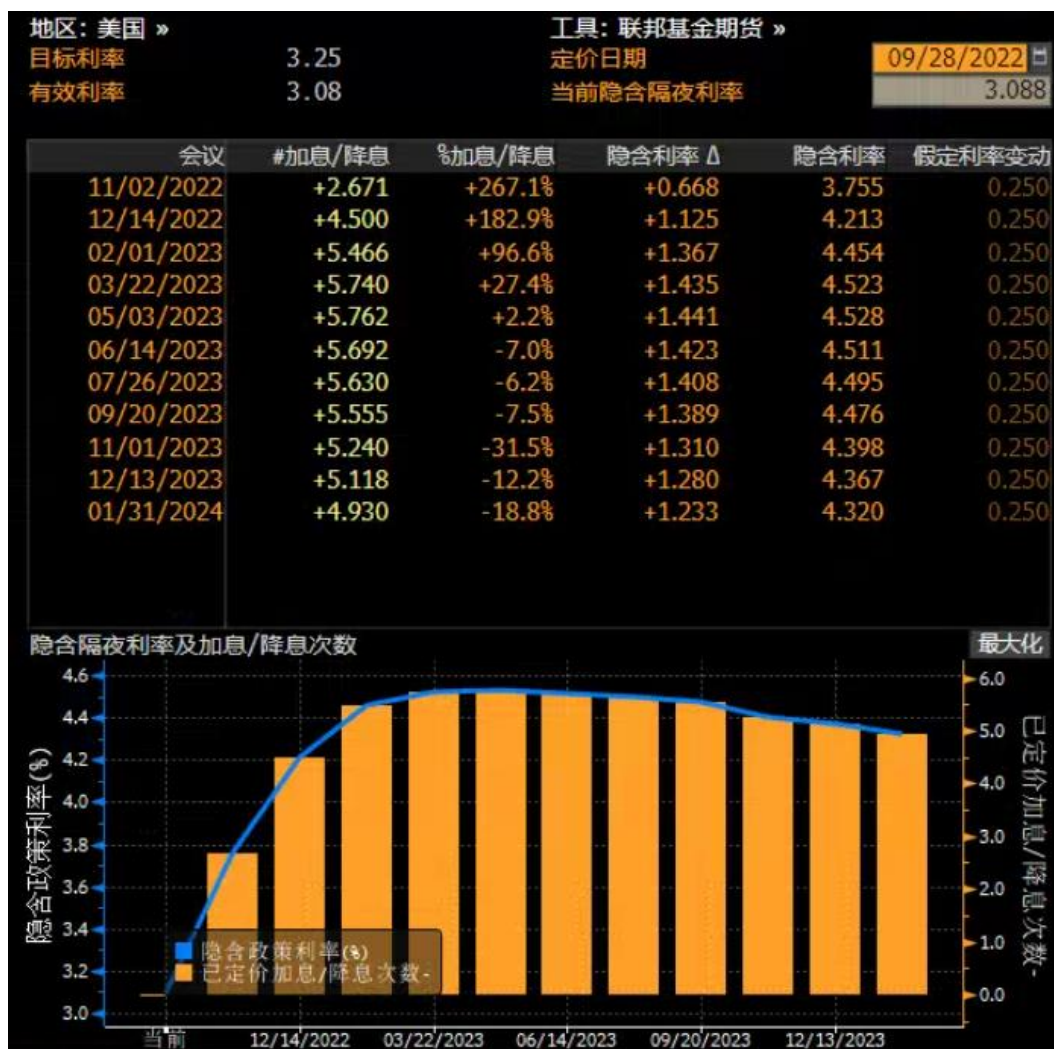 地区: 美国 » 工具: 联邦基金期货 »
目标利率 3.25 定价日期 09/28/2022
有效利率 3.08 当前隐含隔夜利率 3.088
会议 #加息/降息 %加息/降息 隐含利率 Δ 隐含利率 假定利率变动
11/02/2022 +2.671 +267.1% +0.668 3.755 0.250
12/14/2022 +4.500 +182.9% +1.125 4.213 0.250
02/01/2023 +5.466 +96.6% +1.367 4.454 0.250
03/22/2023 +5.740 +27.4% +1.435 4.523 0.250
05/03/2023 +5.762 +2.2% +1.441 4.528 0.250
06/14/2023 +5.692 -7.0% +1.423 4.511 0.250
07/26/2023 +5.630 -6.2% +1.408 4.495 0.250
09/20/2023 +5.555 -7.5% +1.389 4.476 0.250
11/01/2023 +5.240 -31.5% +1.310 4.398 0.250
12/13/2023 +5.118 -12.2% +1.280 4.367 0.250
01/31/2024 +4.930 -18.8% +1.233 4.320 0.250
隐含隔夜利率及加息/降息次数 最大化
隐含政策利率(%)
4.6
4.4
4.2
4.0
3.8
3.6
3.4
3.2
3.0
隐含政策利率(%)
已定价加息/降息次数-
6.0
5.0
4.0
3.0
2.0
1.0
0.0
已定价加息/降息次数-
当前 12/14/2022 03/22/2023 06/14/2023 09/20/2023 12/13/2023